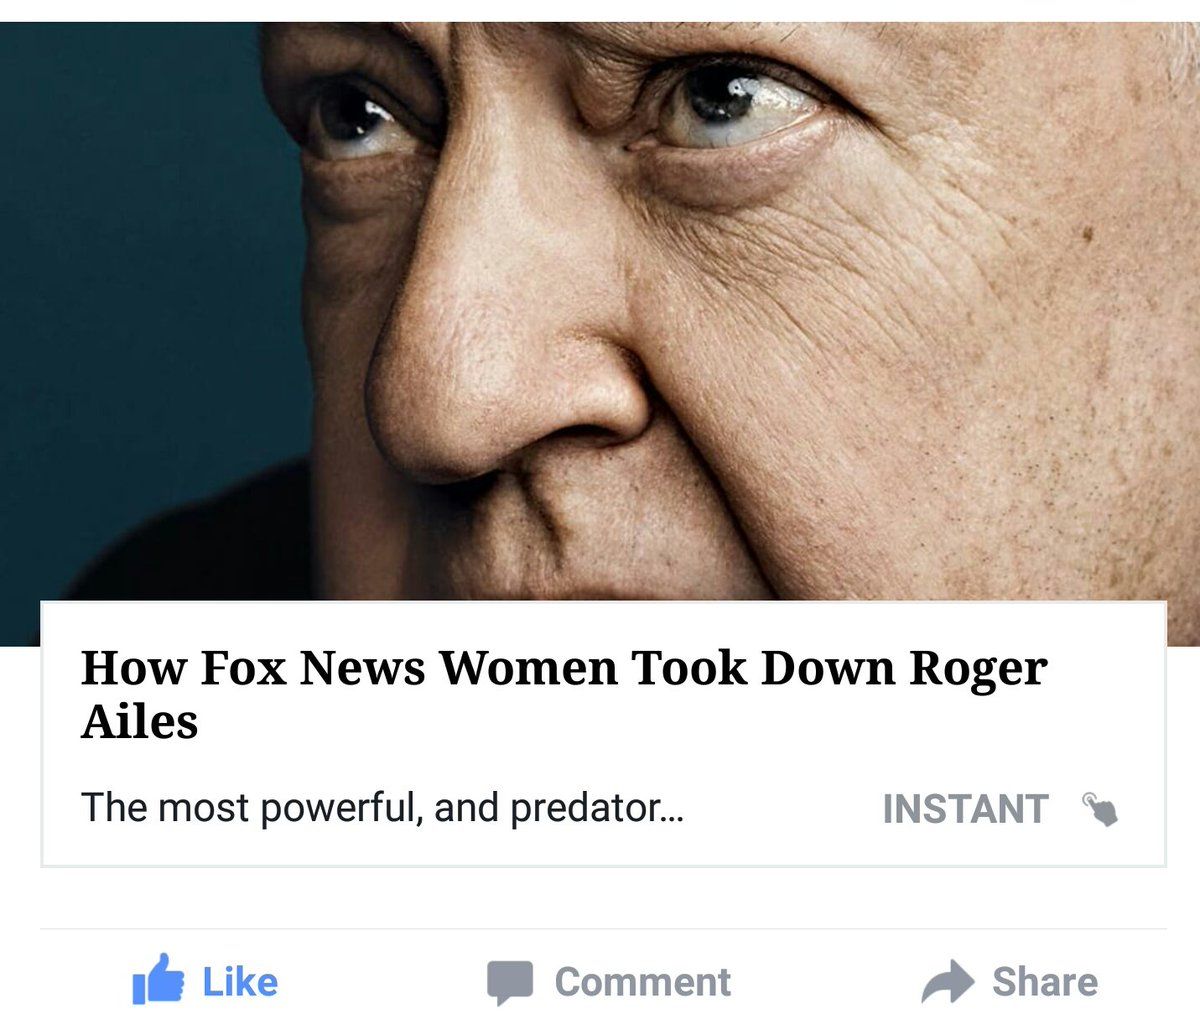 How Fox News Women Took Down Roger
Ailes
The most powerful, and predator...
INSTANT
Like
Comment
Share